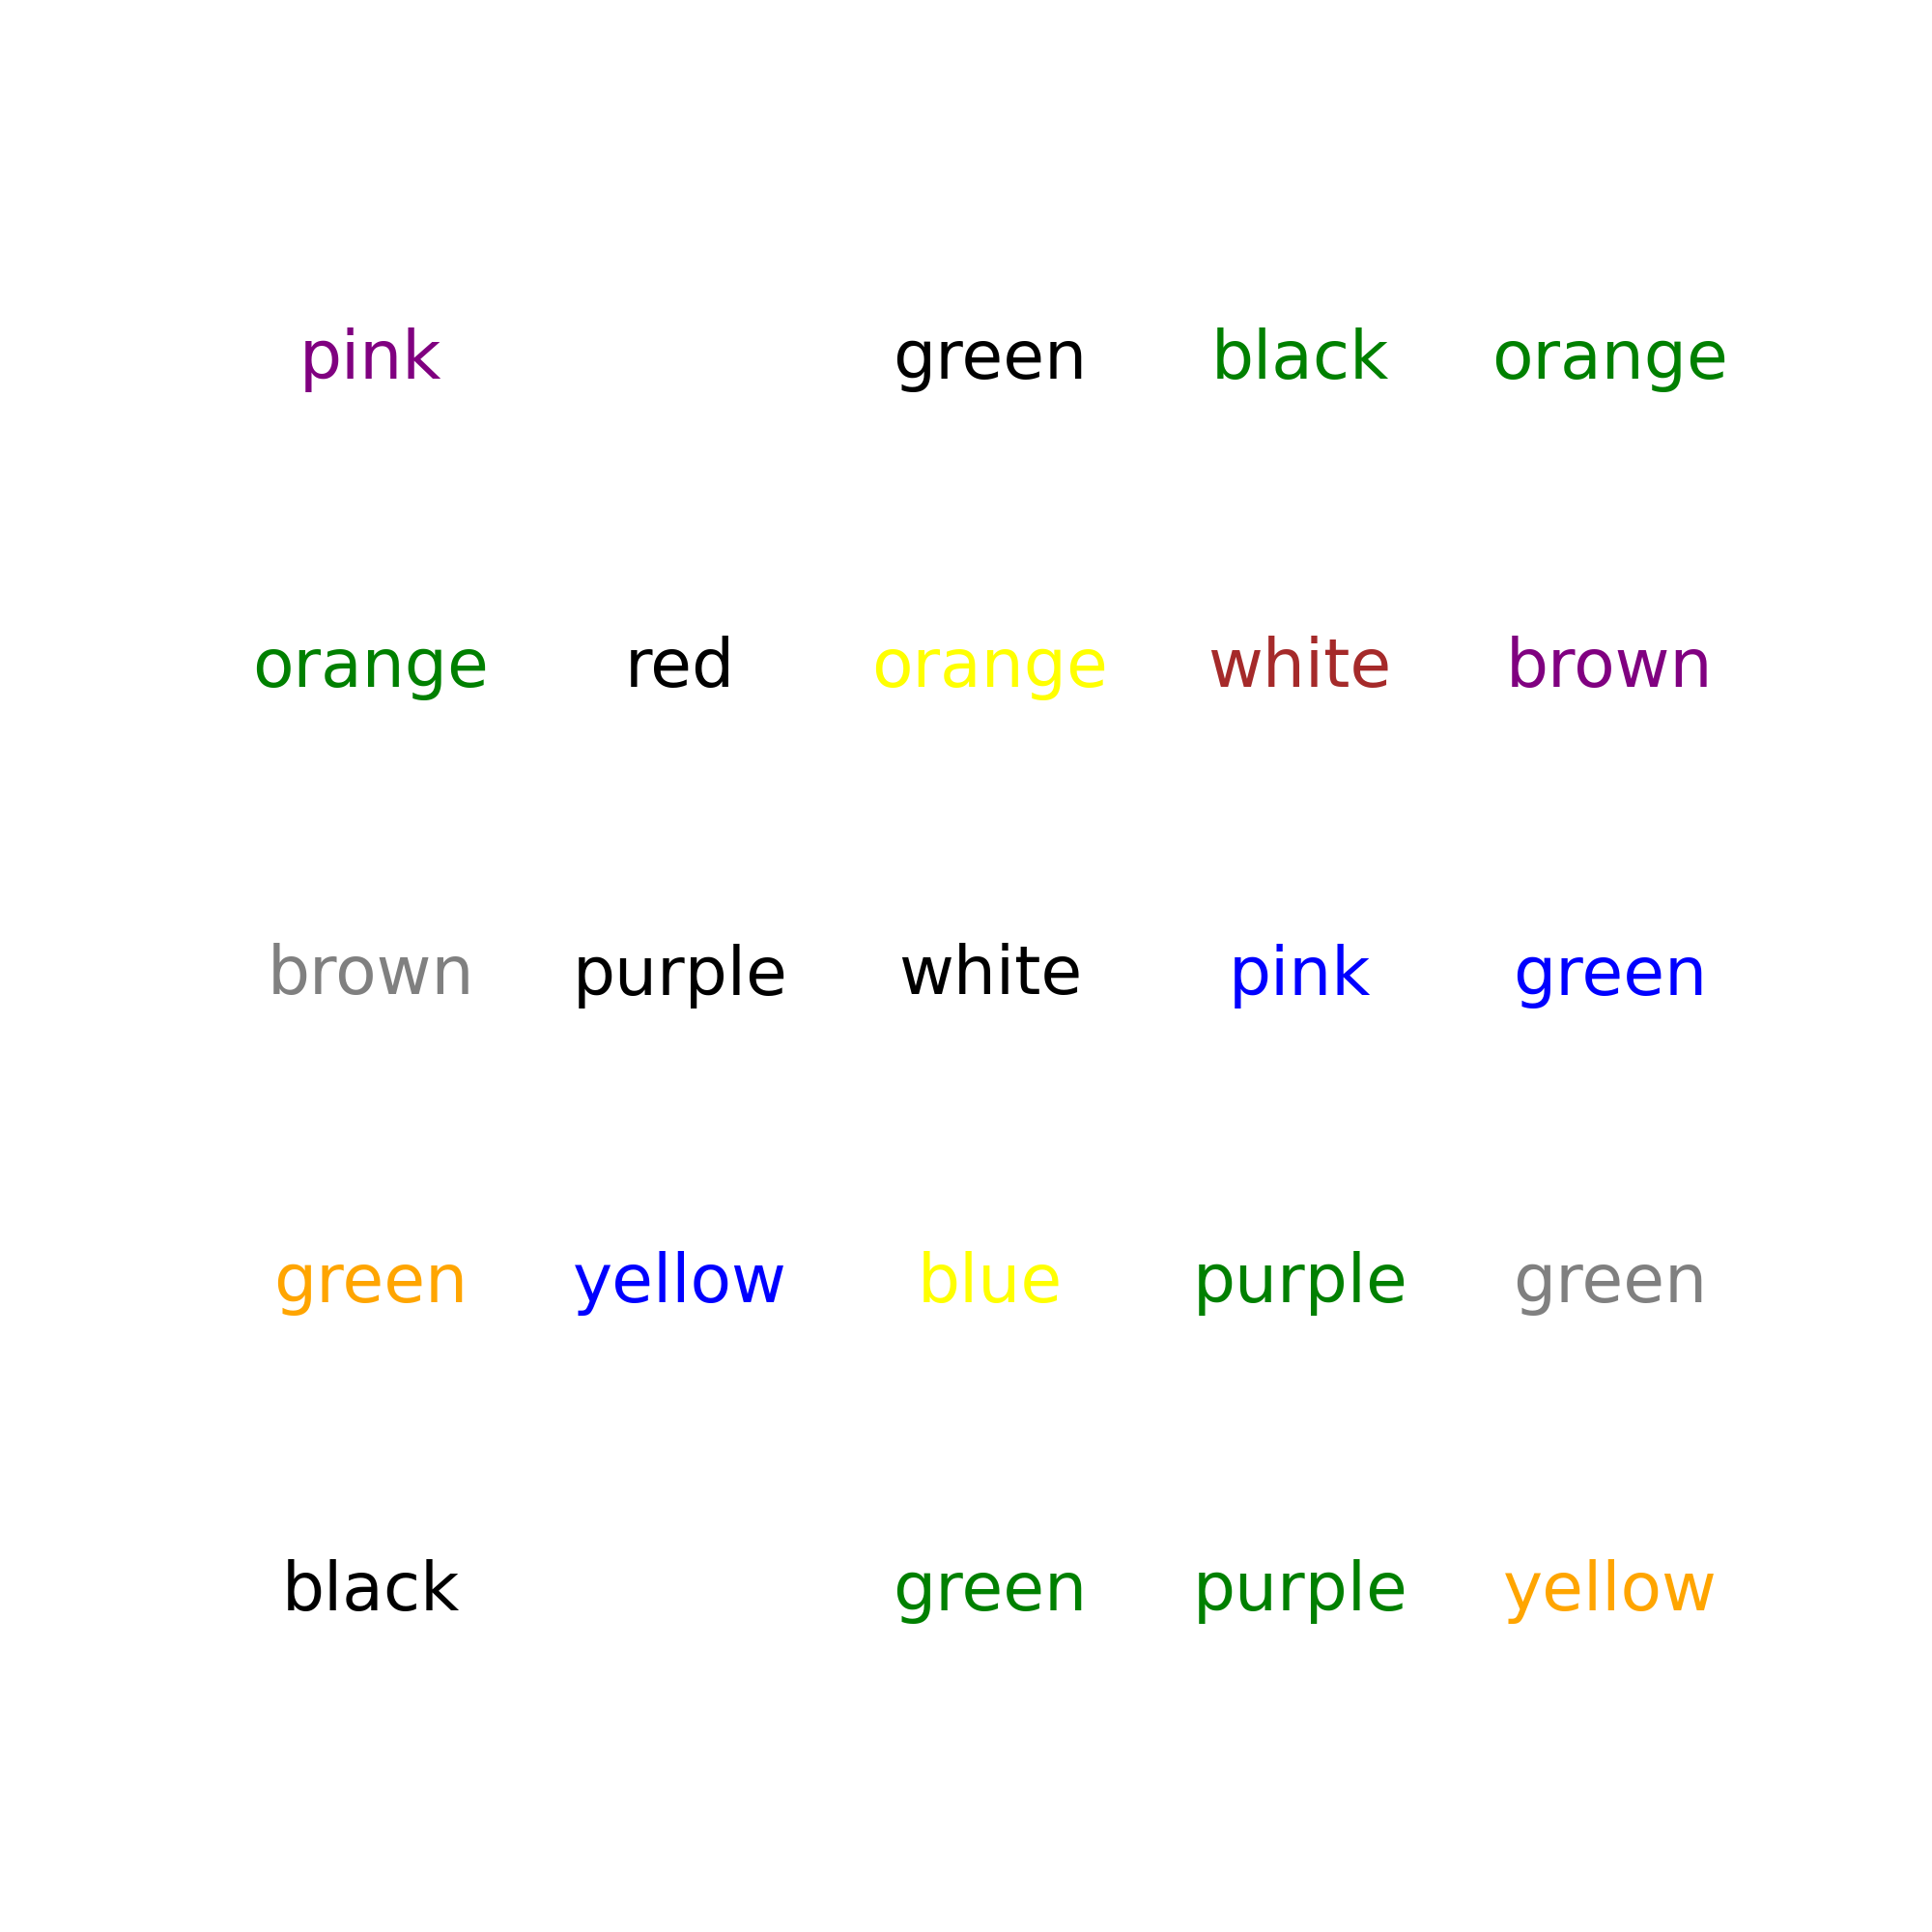 pink green black orange
orange red orange white brown
brown purple white pink green
green yellow blue purple green
black green purple yellow